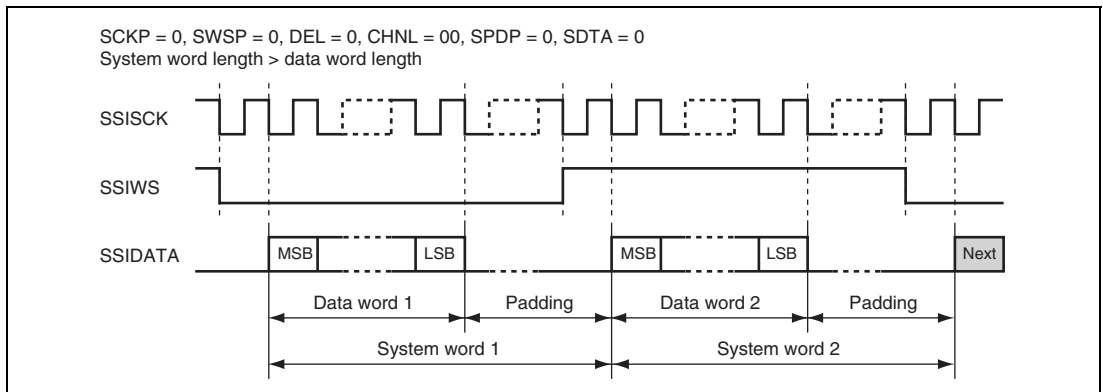 SCKP = 0, SWSP = 0, DEL = 0, CHNL = 00, SPDP = 0, SDTA = 0
System word length > data word length
SSISCK
SSIWS
SSIDATA
MSB LSB MSB LSB Next
Data word 1 Padding Data word 2 Padding
System word 1 System word 2